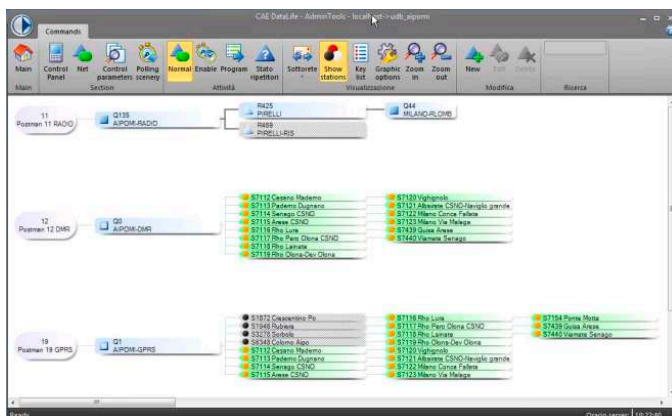 CAE DataLife - AdminTools - localhost->udb_aipomi
Commands
Main
Control Panel
Net
Control parameters
Polling scenery
Normal
Enable
Program
Stato ripetitori
Sottorete
Show stations
Key list
Graphic options
Zoom in
Zoom out
New
Edit
Delete
Main
Section
Attività
Visualizzazione
Modifica
Ricerca
11
Postman 11 RADIO
Q135
AIPOMI-RADIO
R425
PIRELLI
Q44
MILANO-RLOMB
R469
PIRELLI-RIS
12
Postman 12 DMR
Q0
AIPOMI-DMR
S7112 Cesano Maderno
S7113 Paderno Dugnano
S7114 Senago CSNO
S7115 Arese CSNO
S7116 Rho Lura
S7117 Rho Pero Olona CSNO
S7118 Rho Lainate
S7119 Rho Olona-Dev Olona
S7120 Vighignolo
S7121 Albairate CSNO-Naviglio grande
S7122 Milano Conca Fallata
S7123 Milano Via Malaga
S7439 Guisa Arese
S7440 Viamata Senago
19
Postman 19 GPRS
Q1
AIPOMI-GPRS
S1872 Crescentino Po
S1948 Rubiera
S3278 Sorbolo
S6348 Colorno Aipo
S7112 Cesano Maderno
S7113 Paderno Dugnano
S7114 Senago CSNO
S7115 Arese CSNO
S7116 Rho Lura
S7117 Rho Pero Olona CSNO
S7118 Rho Lainate
S7119 Rho Olona-Dev Olona
S7120 Vighignolo
S7121 Albairate CSNO-Naviglio grande
S7122 Milano Conca Fallata
S7123 Milano Via Malaga
S7154 Ponte Motta
S7439 Guisa Arese
S7440 Viamata Senago
Ready
Orario server: